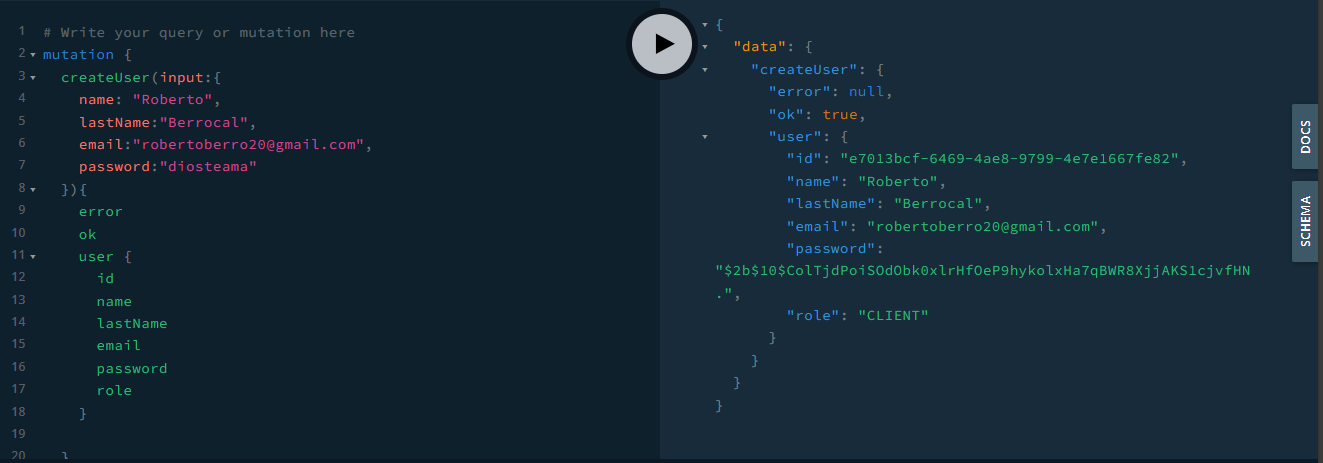 1 # Write your query or mutation here
2 mutation {
3 createUser(input:{
4 name: "Roberto",
5 lastName:"Berrocal",
6 email:"robertoberro20@gmail.com",
7 password:"diosteama"
8 }){
9 error
10 ok
11 user {
12 id
13 name
14 lastName
15 email
16 password
17 role
18 }
19
20 }
{
"data": {
"createUser": {
"error": null,
"ok": true,
"user": {
"id": "e7013bcf-6469-4ae8-9799-4e7e1667fe82",
"name": "Roberto",
"lastName": "Berrocal",
"email": "robertoberro20@gmail.com",
"password":
"$2b$10$ColTjdPoiSOdObk0xlrHfOeP9hykolxHa7qBWR8XjjAKS1cjvfHN
.",
"role": "CLIENT"
}
}
}
}
DOCS
SCHEMA